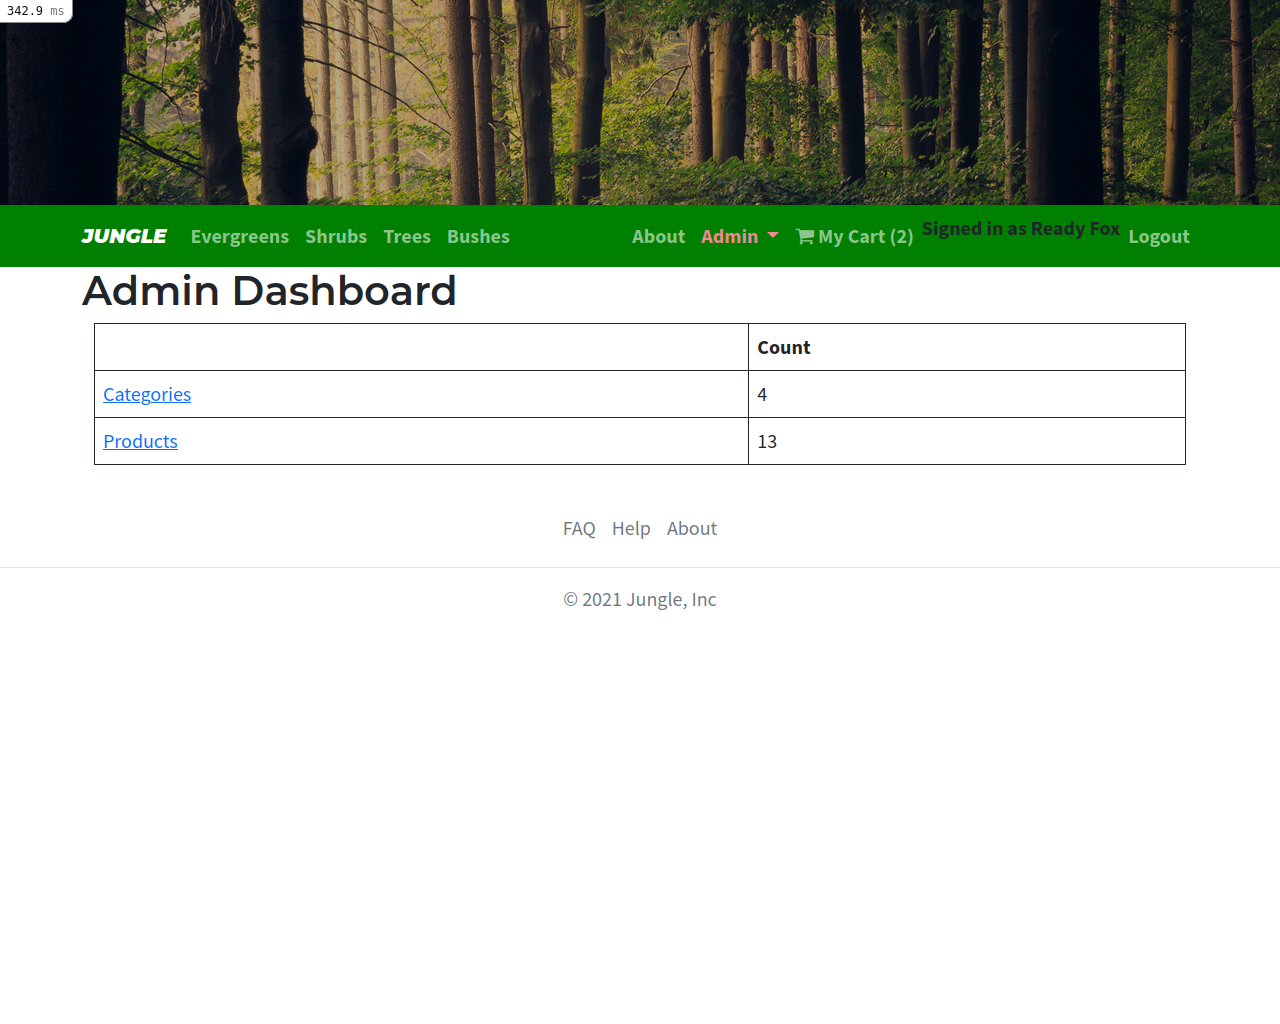 342.9 ms
JUNGLE Evergreens Shrubs Trees Bushes About Admin My Cart (2) Signed in as Ready Fox Logout
Admin Dashboard
Count
Categories 4
Products 13
FAQ Help About
© 2021 Jungle, Inc